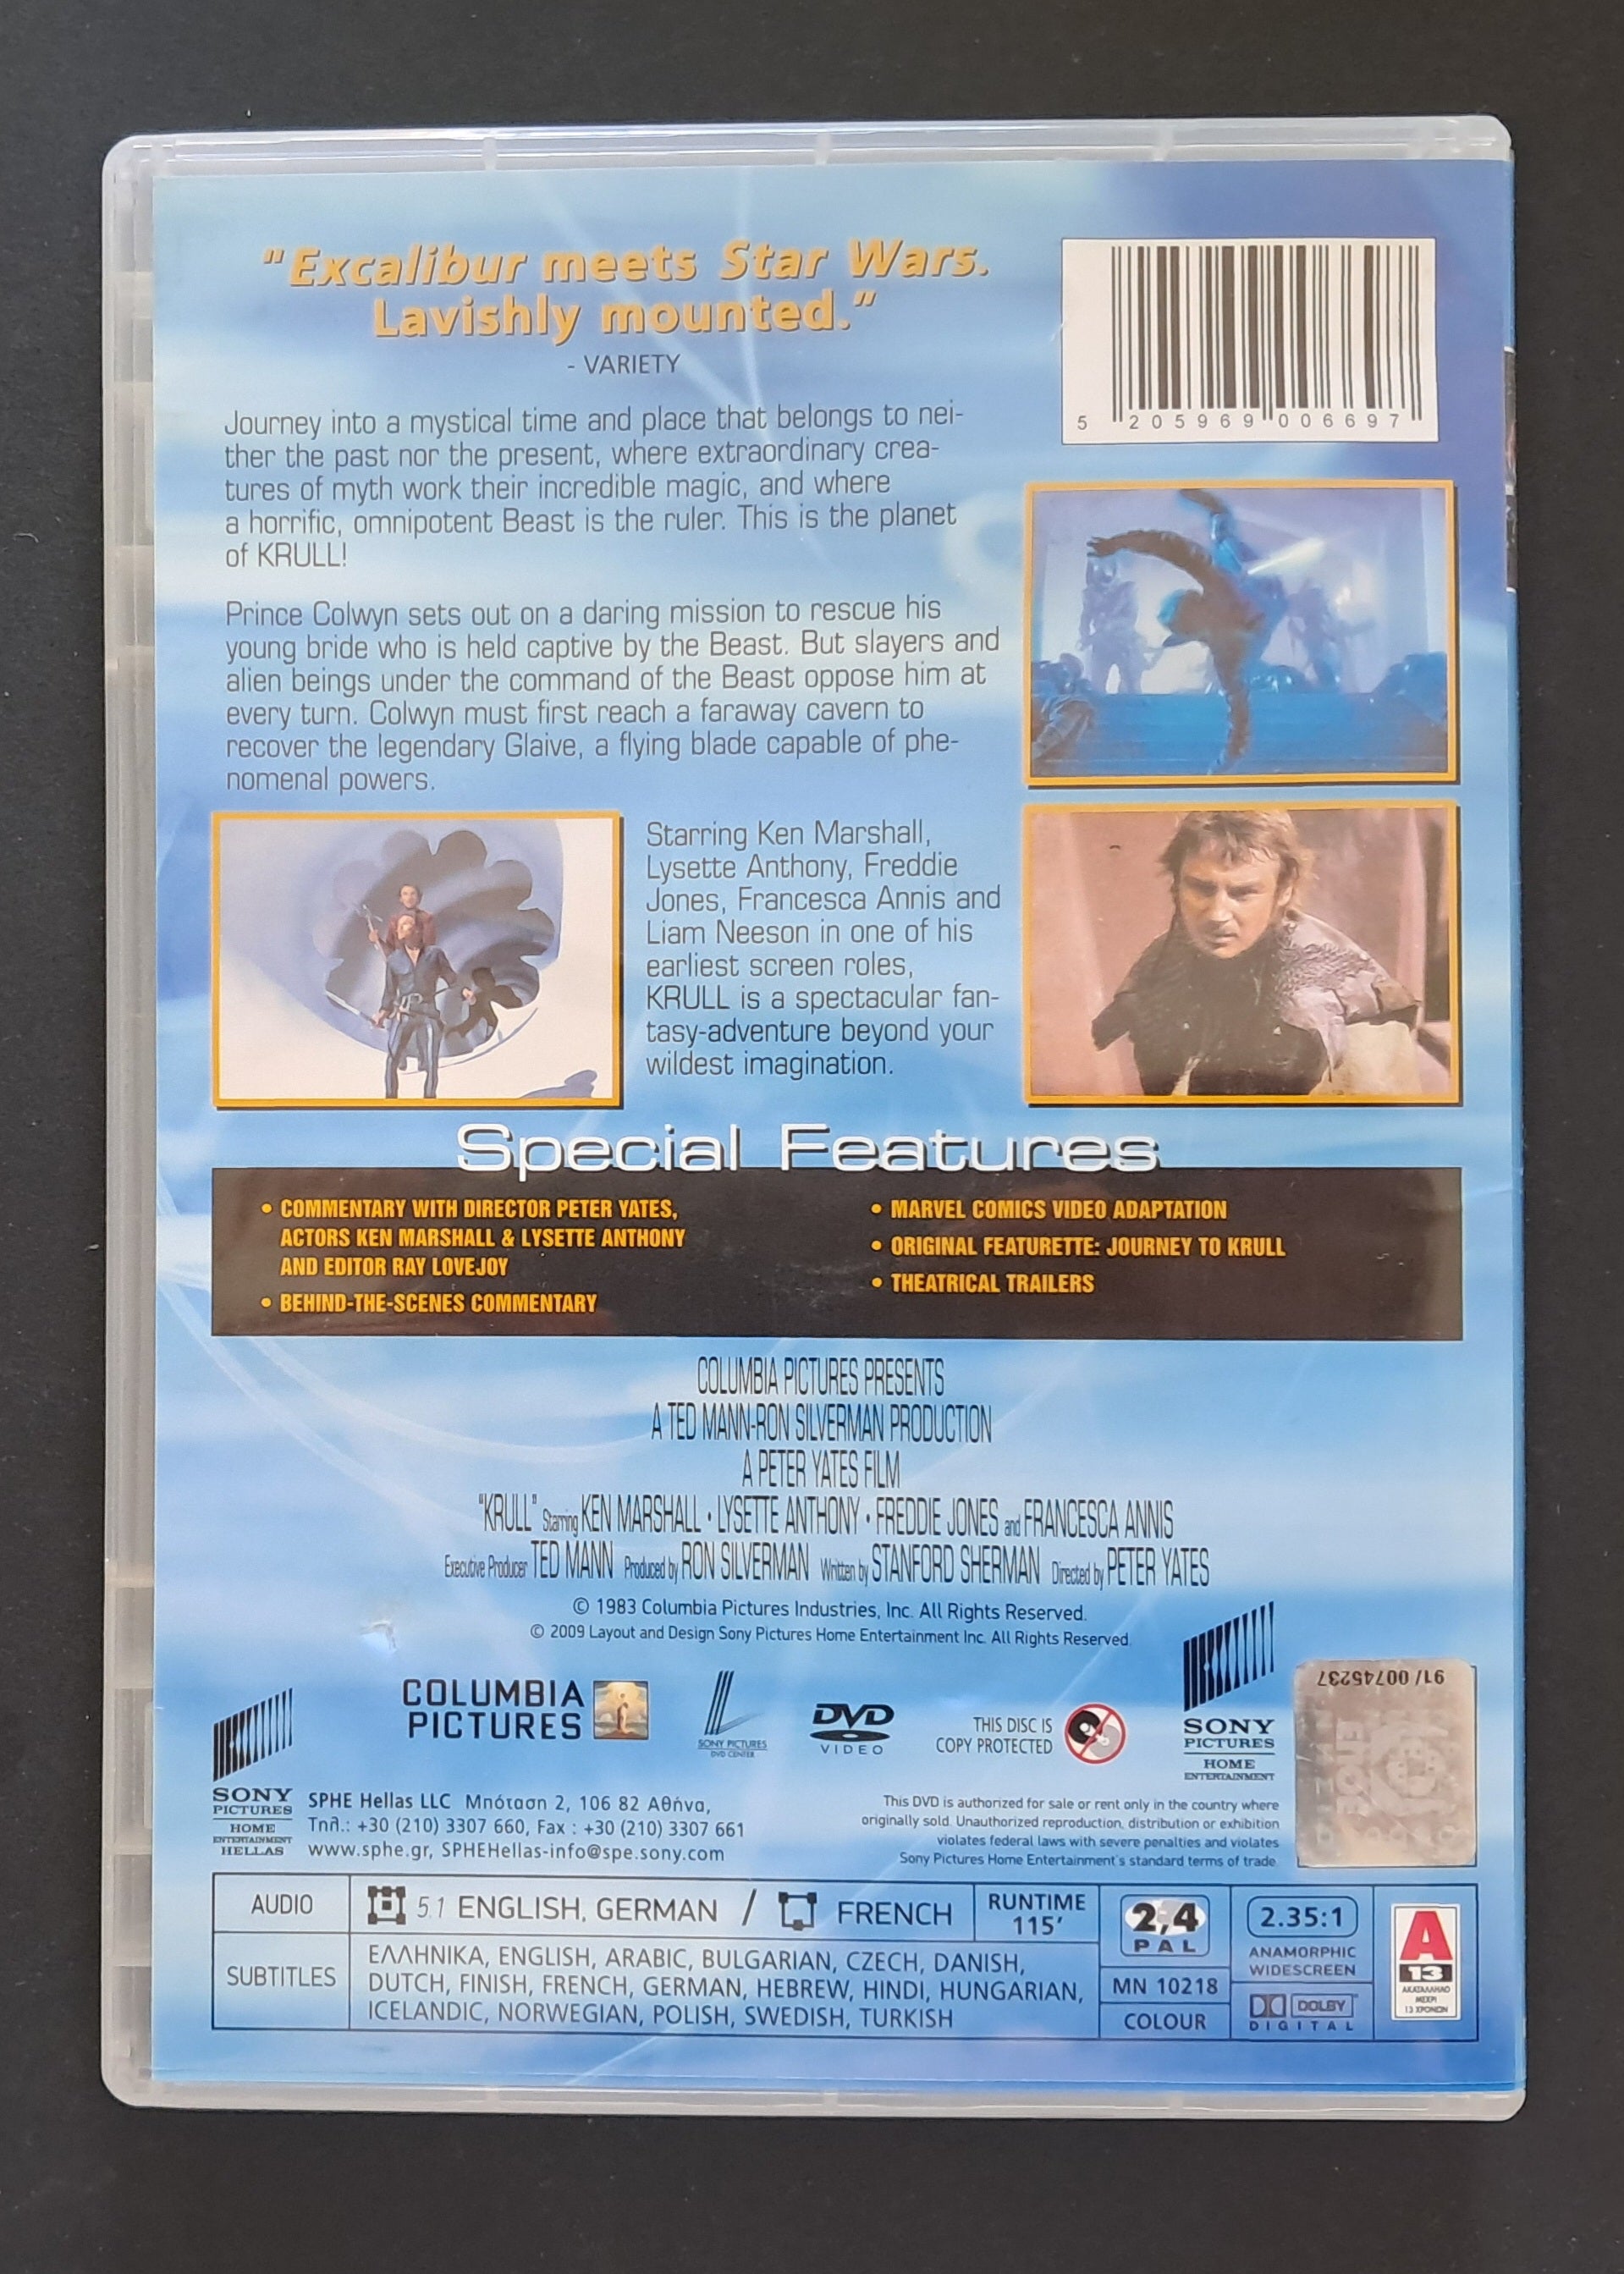 "Excalibur meets Star Wars.
Lavishly mounted."
- VARIETY
5 205969 006697
Journey into a mystical time and place that belongs to nei-
ther the past nor the present, where extraordinary crea-
tures of myth work their incredible magic, and where
a horrific, omnipotent Beast is the ruler. This is the planet
of KRULL!
Prince Colwyn sets out on a daring mission to rescue his
young bride who is held captive by the Beast. But slayers and
alien beings under the command of the Beast oppose him at
every turn. Colwyn must first reach a faraway cavern to
recover the legendary Glaive, a flying blade capable of phe-
nomenal powers.
Starring Ken Marshall,
Lysette Anthony, Freddie
Jones, Francesca Annis and
Liam Neeson in one of his
earliest screen roles,
KRULL is a spectacular fan-
tasy-adventure beyond your
wildest imagination.
Special Features
• COMMENTARY WITH DIRECTOR PETER YATES,
ACTORS KEN MARSHALL & LYSETTE ANTHONY
AND EDITOR RAY LOVEJOY
• BEHIND-THE-SCENES COMMENTARY
• MARVEL COMICS VIDEO ADAPTATION
• ORIGINAL FEATURETTE: JOURNEY TO KRULL
• THEATRICAL TRAILERS
COLUMBIA PICTURES PRESENTS
A TED MANN-RON SILVERMAN PRODUCTION
A PETER YATES FILM
"KRULL" Starring KEN MARSHALL • LYSETTE ANTHONY • FREDDIE JONES and FRANCESCA ANNIS
Executive Producer TED MANN Produced by RON SILVERMAN Written by STANFORD SHERMAN Directed by PETER YATES
© 1983 Columbia Pictures Industries, Inc. All Rights Reserved.
© 2009 Layout and Design Sony Pictures Home Entertainment Inc. All Rights Reserved.
COLUMBIA
PICTURES
SONY PICTURES
DVD CENTER
DVD
VIDEO
THIS DISC IS
COPY PROTECTED
SONY
PICTURES
HOME
ENTERTAINMENT
91/ 00745237
SONY
PICTURES
HOME
ENTERTAINMENT
HELLAS
SPHE Hellas LLC Μπόταση 2, 106 82 Αθήνα,
Τηλ.: +30 (210) 3307 660, Fax : +30 (210) 3307 661
www.sphe.gr, SPHEHellas-info@spe.sony.com
This DVD is authorized for sale or rent only in the country where
originally sold. Unauthorized reproduction, distribution or exhibition
violates federal laws with severe penalties and violates
Sony Pictures Home Entertainment's standard terms of trade.
AUDIO
5.1 ENGLISH, GERMAN / FRENCH
RUNTIME
115'
SUBTITLES
ΕΛΛΗΝΙΚΑ, ENGLISH, ARABIC, BULGARIAN, CZECH, DANISH,
DUTCH, FINISH, FRENCH, GERMAN, HEBREW, HINDI, HUNGARIAN,
ICELANDIC, NORWEGIAN, POLISH, SWEDISH, TURKISH
2,4
PAL
MN 10218
COLOUR
2.35:1
ANAMORPHIC
WIDESCREEN
DOLBY
DIGITAL
A
13
ΑΚΑΤΑΛΛΗΛΟ
ΜΕΧΡΙ
13 ΧΡΟΝΩΝ